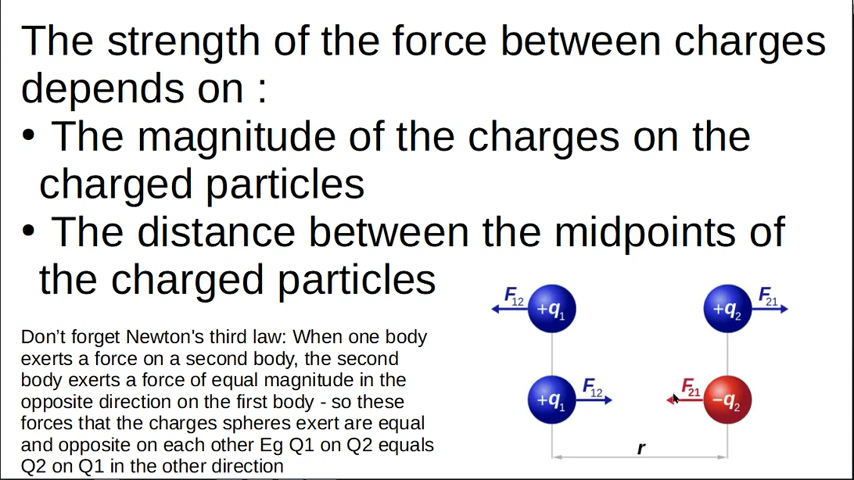 The strength of the force between charges
depends on :
• The magnitude of the charges on the
charged particles
• The distance between the midpoints of
the charged particles
Don’t forget Newton's third law: When one body
exerts a force on a second body, the second
body exerts a force of equal magnitude in the
opposite direction on the first body - so these
forces that the charges spheres exert are equal
and opposite on each other Eg Q1 on Q2 equals
Q2 on Q1 in the other direction
F12 +q1 +q2 F21
+q1 F12 F21 −q2
r